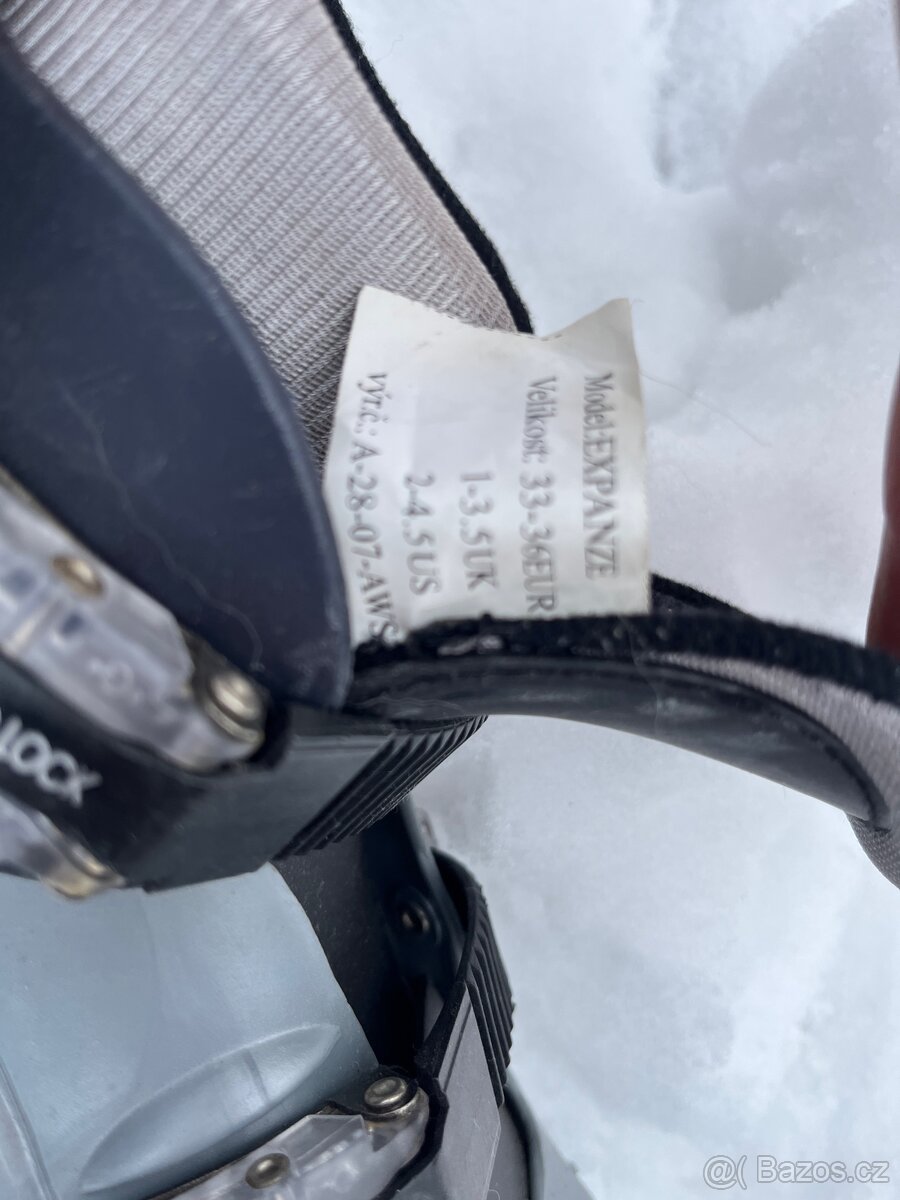 Model:EXPANZE
Velikost: 33-36EUR
1-3.5UK
2-4.5US
výr.č.: A-28-07-AWS
LOCK
@( Bazos.cz